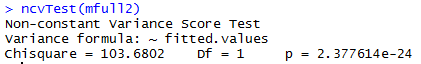 > ncvTest(mfull2)
Non-constant Variance Score Test
Variance formula: ~ fitted.values
Chisquare = 103.6802    Df = 1     p = 2.377614e-24